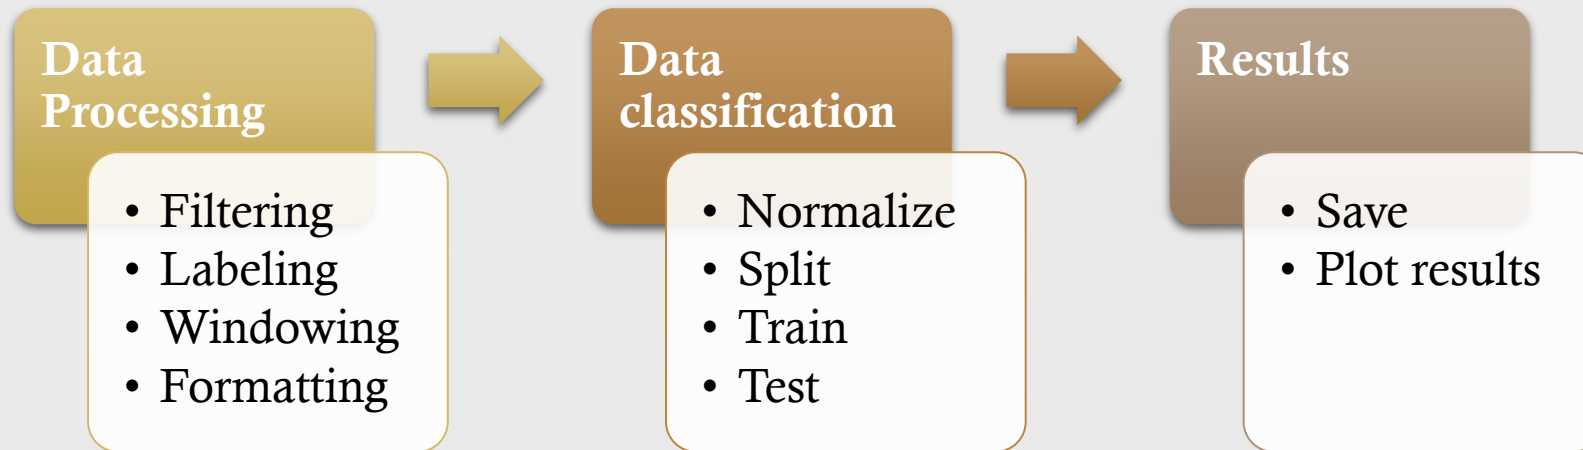 Data
Processing
• Filtering
• Labeling
• Windowing
• Formatting
Data
classification
• Normalize
• Split
• Train
• Test
Results
• Save
• Plot results